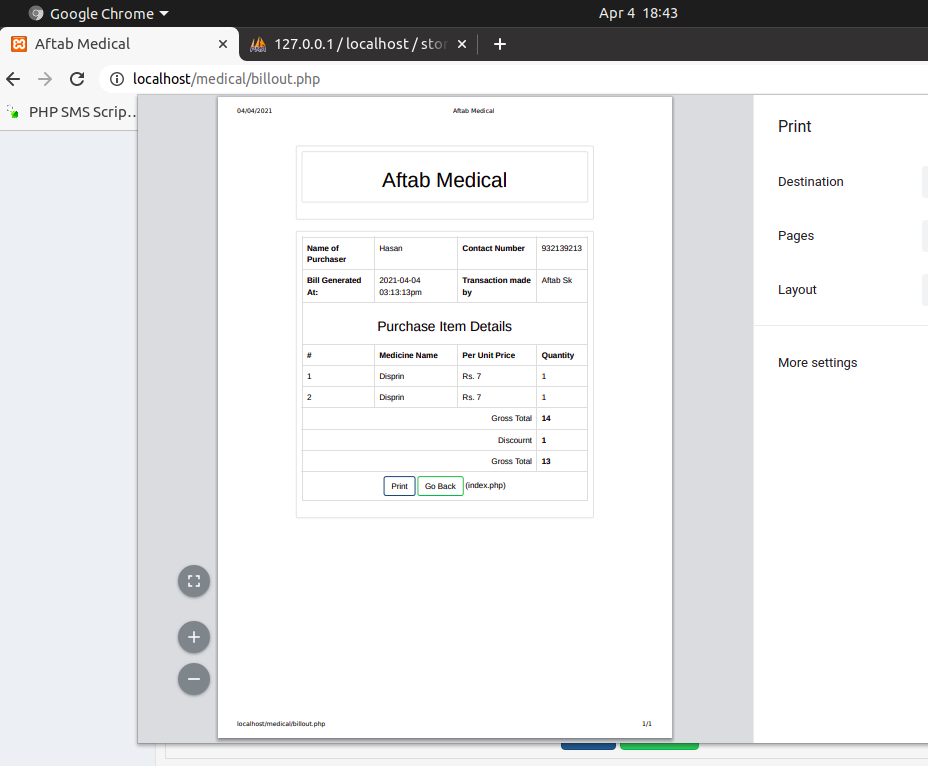 Google Chrome
Apr 4 18:43
Aftab Medical
127.0.0.1 / localhost / stor
localhost/medical/billout.php
PHP SMS Scrip...
04/04/2021 Aftab Medical
Aftab Medical
Name of Purchaser Hasan Contact Number 932139213
Bill Generated At: 2021-04-04 03:13:13pm Transaction made by Aftab Sk
Purchase Item Details
# Medicine Name Per Unit Price Quantity
1 Disprin Rs. 7 1
2 Disprin Rs. 7 1
Gross Total 14
Discournt 1
Gross Total 13
Print Go Back (index.php)
localhost/medical/billout.php 1/1
Print
Destination
Pages
Layout
More settings